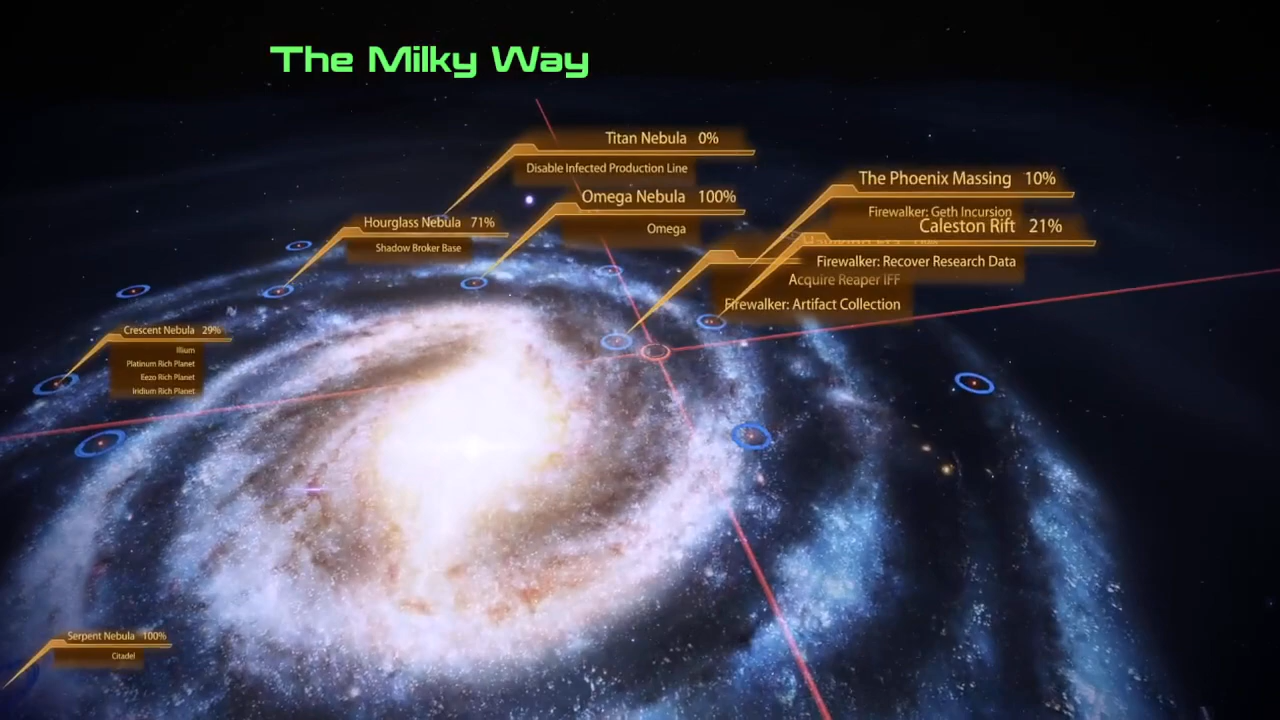 The Milky Way
Titan Nebula 0%
Disable Infected Production Line
Omega Nebula 100%
Omega
The Phoenix Massing 10%
Firewalker: Geth Incursion
Hourglass Nebula 71%
Shadow Broker Base
Caleston Rift 21%
Firewalker: Recover Research Data
Acquire Reaper IFF
Firewalker: Artifact Collection
Crescent Nebula 29%
Illium
Platinum Rich Planet
Eezo Rich Planet
Iridium Rich Planet
Serpent Nebula 100%
Citadel